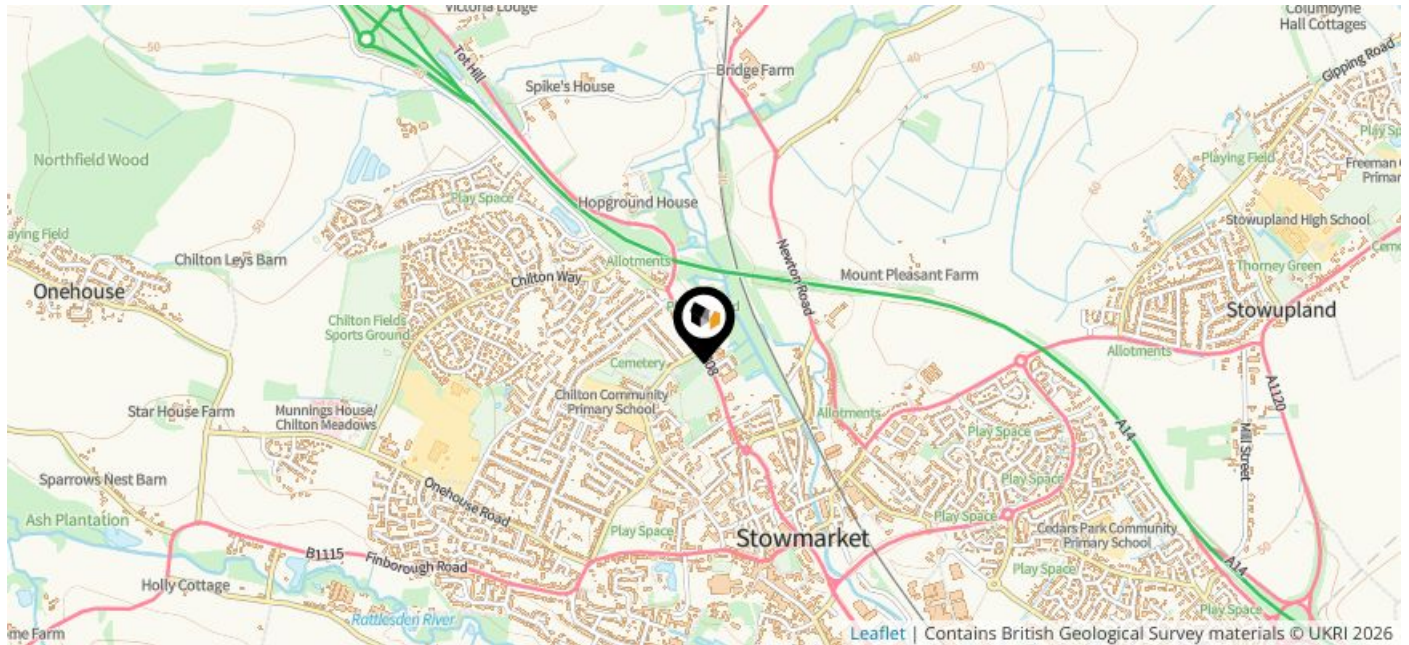 Victoria Lodge
Columbyne
Hall Cottages
50
Tot Hill
Bridge Farm
40
50
Gipping Road
Spike's House
Northfield Wood
Playing Field
Freeman
Play Space
Hopground House
Stowupland High School
Chilton Leys Barn
Allotments
Newton Road
Mount Pleasant Farm
Thorney Green
Onehouse
Chilton Way
Stowupland
Chilton Fields
Sports Ground
Allotments
Cemetery
Star House Farm
Munnings House/
Chilton Meadows
Chilton Community
Primary School
Allotments
A1120
A14
Play Space
Mill Street
Sparrows Nest Barn
Onehouse Road
Play Space
Ash Plantation
Play Space
Play Space
Stowmarket
Cedars Park Community
Primary School
50
B1115
Finborough Road
A14
Holly Cottage
Play Space
Rattlesden River
Play Space
Leaflet | Contains British Geological Survey materials © UKRI 2026